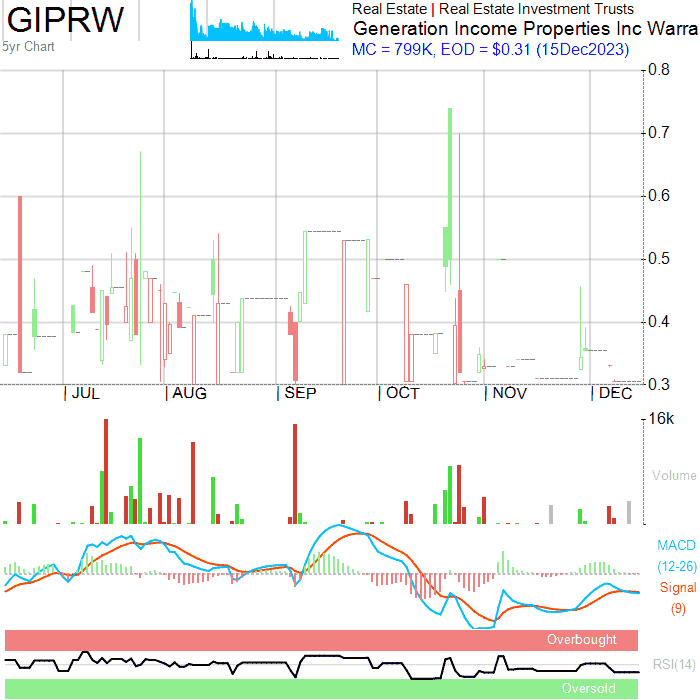 GIPRW
5yr Chart
Real Estate | Real Estate Investment Trusts
Generation Income Properties Inc Warra
MC = 799K, EOD = $0.31 (15Dec2023)
0.8
0.7
0.6
0.5
0.4
0.3
JUL AUG SEP OCT NOV DEC
16k
Volume
MACD
(12-26)
Signal
(9)
Overbought
RSI(14)
Oversold